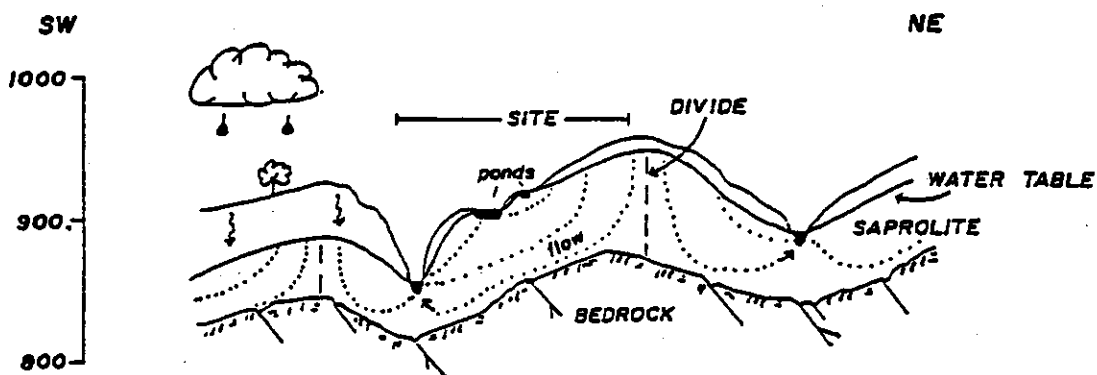 SW
NE
1000
SITE
DIVIDE
ponds
WATER TABLE
900
SAPROLITE
flow
BEDROCK
800